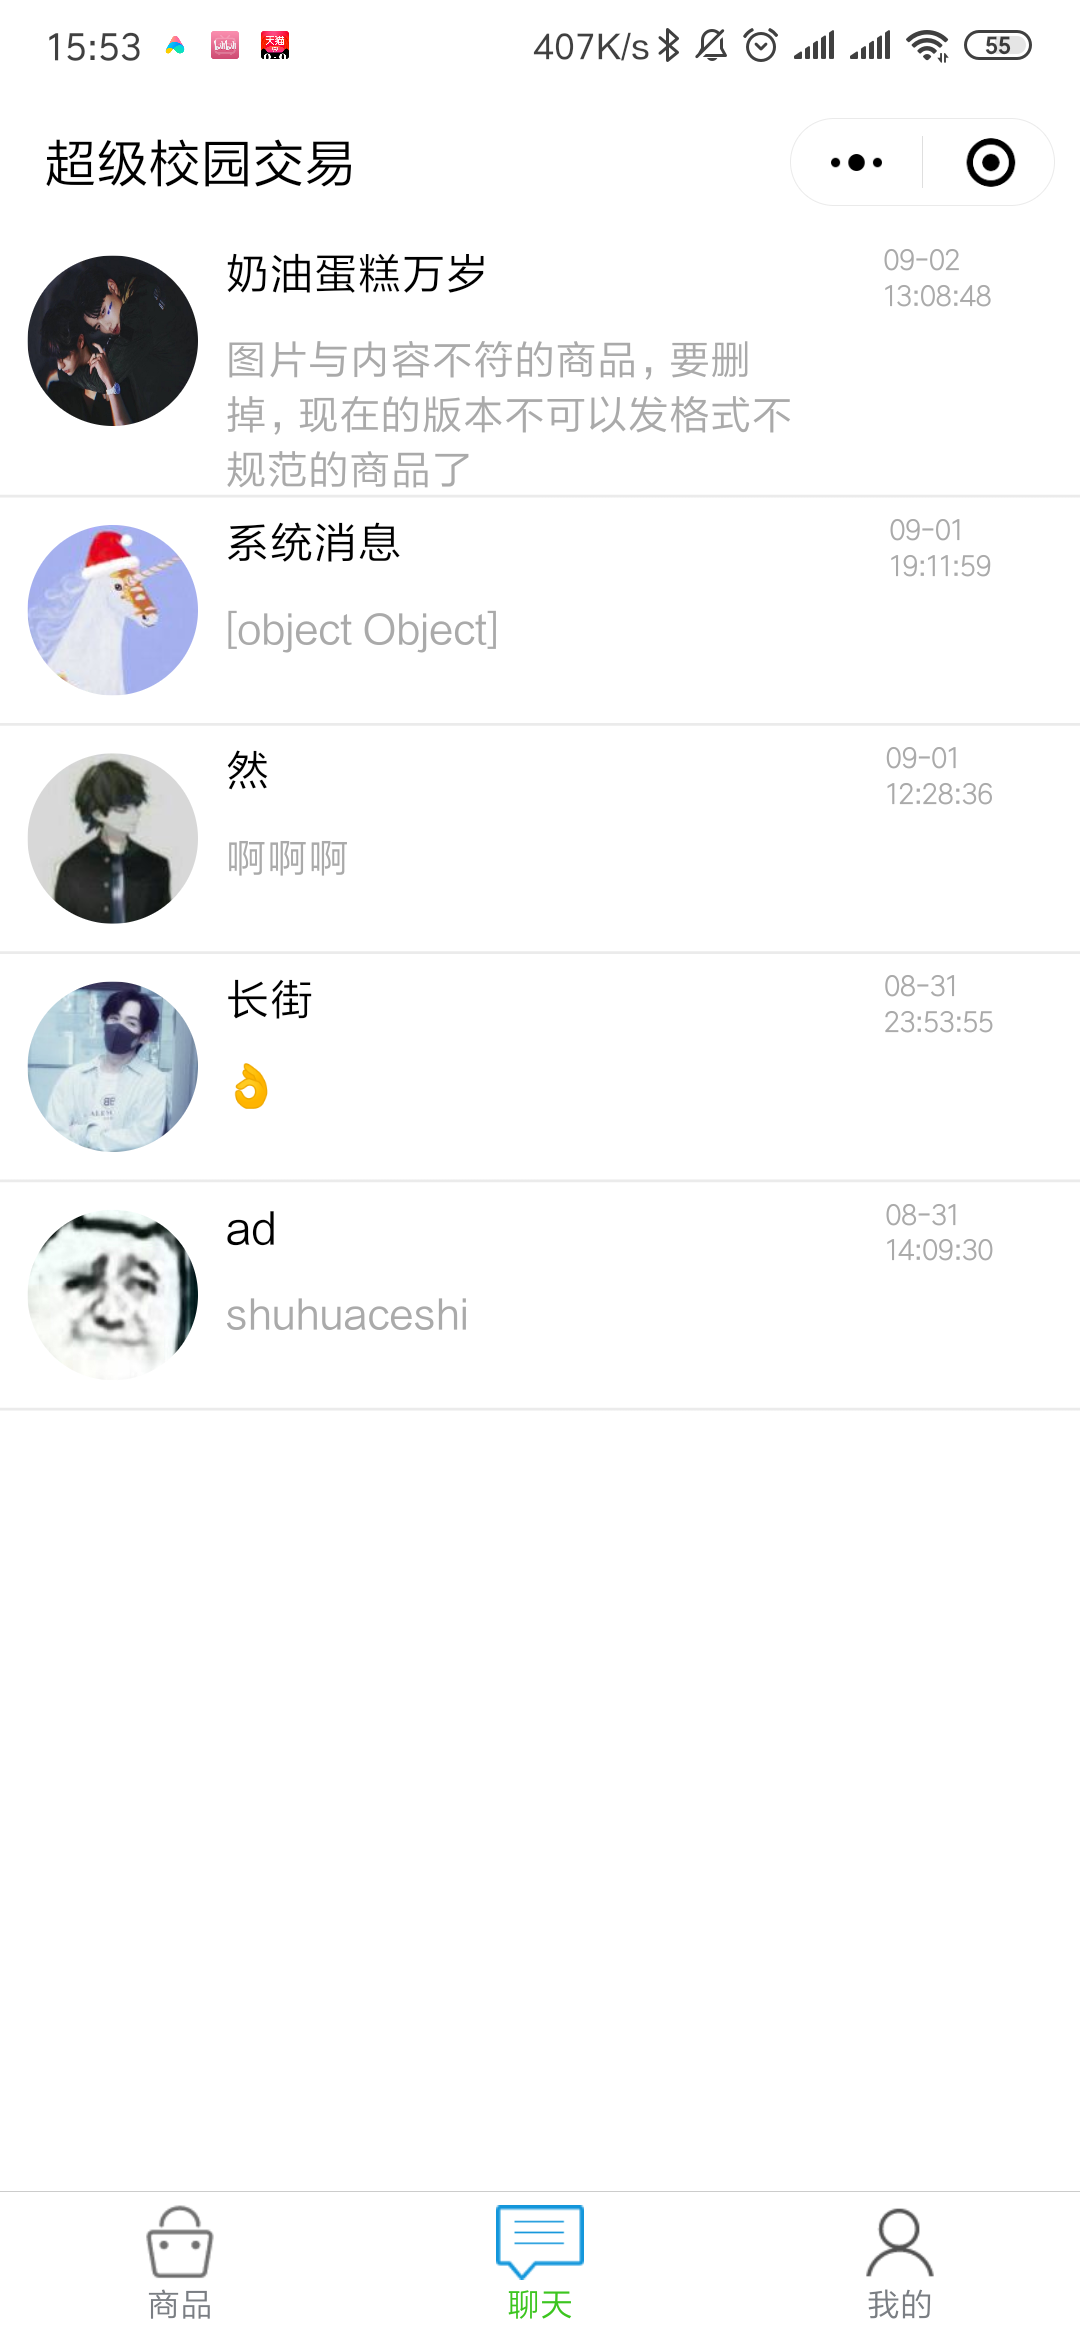 15:53
bilibili
天猫
407K/s
55
超级校园交易
奶油蛋糕万岁
09-02
13:08:48
图片与内容不符的商品，要删
掉，现在的版本不可以发格式不
规范的商品了
系统消息
09-01
19:11:59
[object Object]
然
09-01
12:28:36
啊啊啊
长街
08-31
23:53:55
👌
ad
08-31
14:09:30
shuhuaceshi
商品
聊天
我的